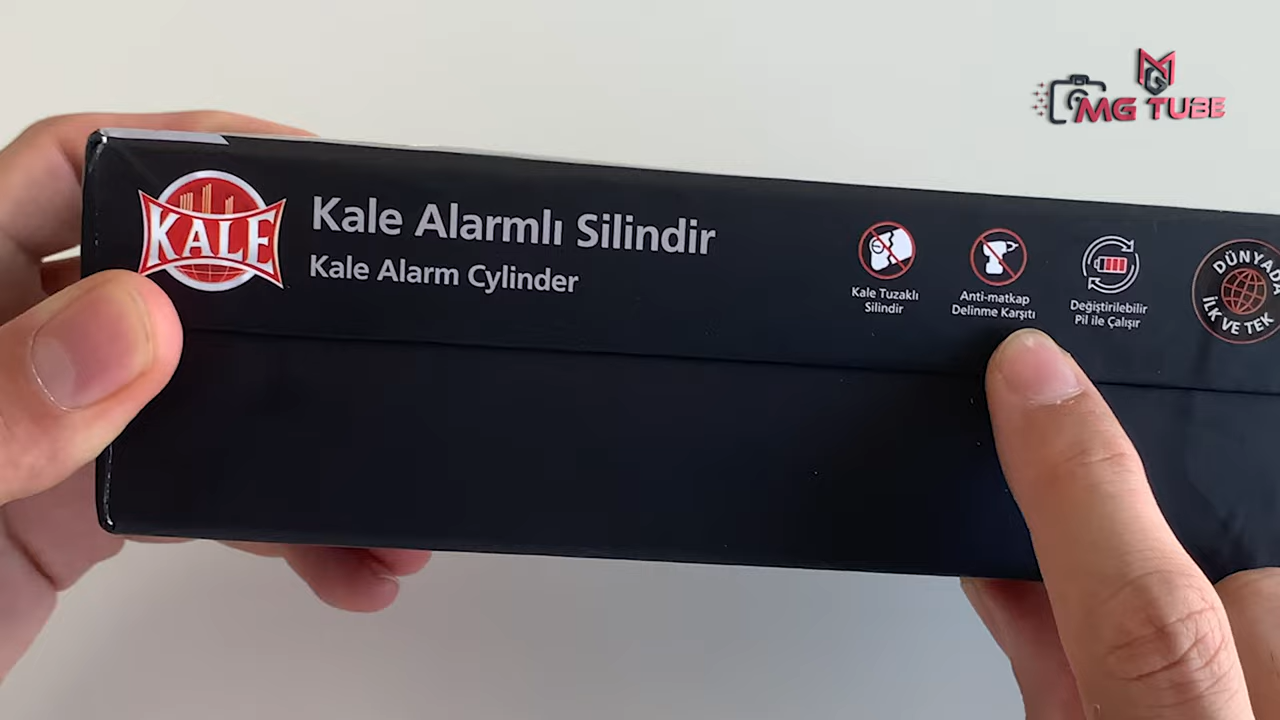 MG TUBE
KALE
Kale Alarmlı Silindir
Kale Alarm Cylinder
Kale Tuzaklı
Silindir
Anti-matkap
Delinme Karşıtı
Değiştirilebilir
Pil ile Çalışır
DÜNYADA
İLK VE TEK